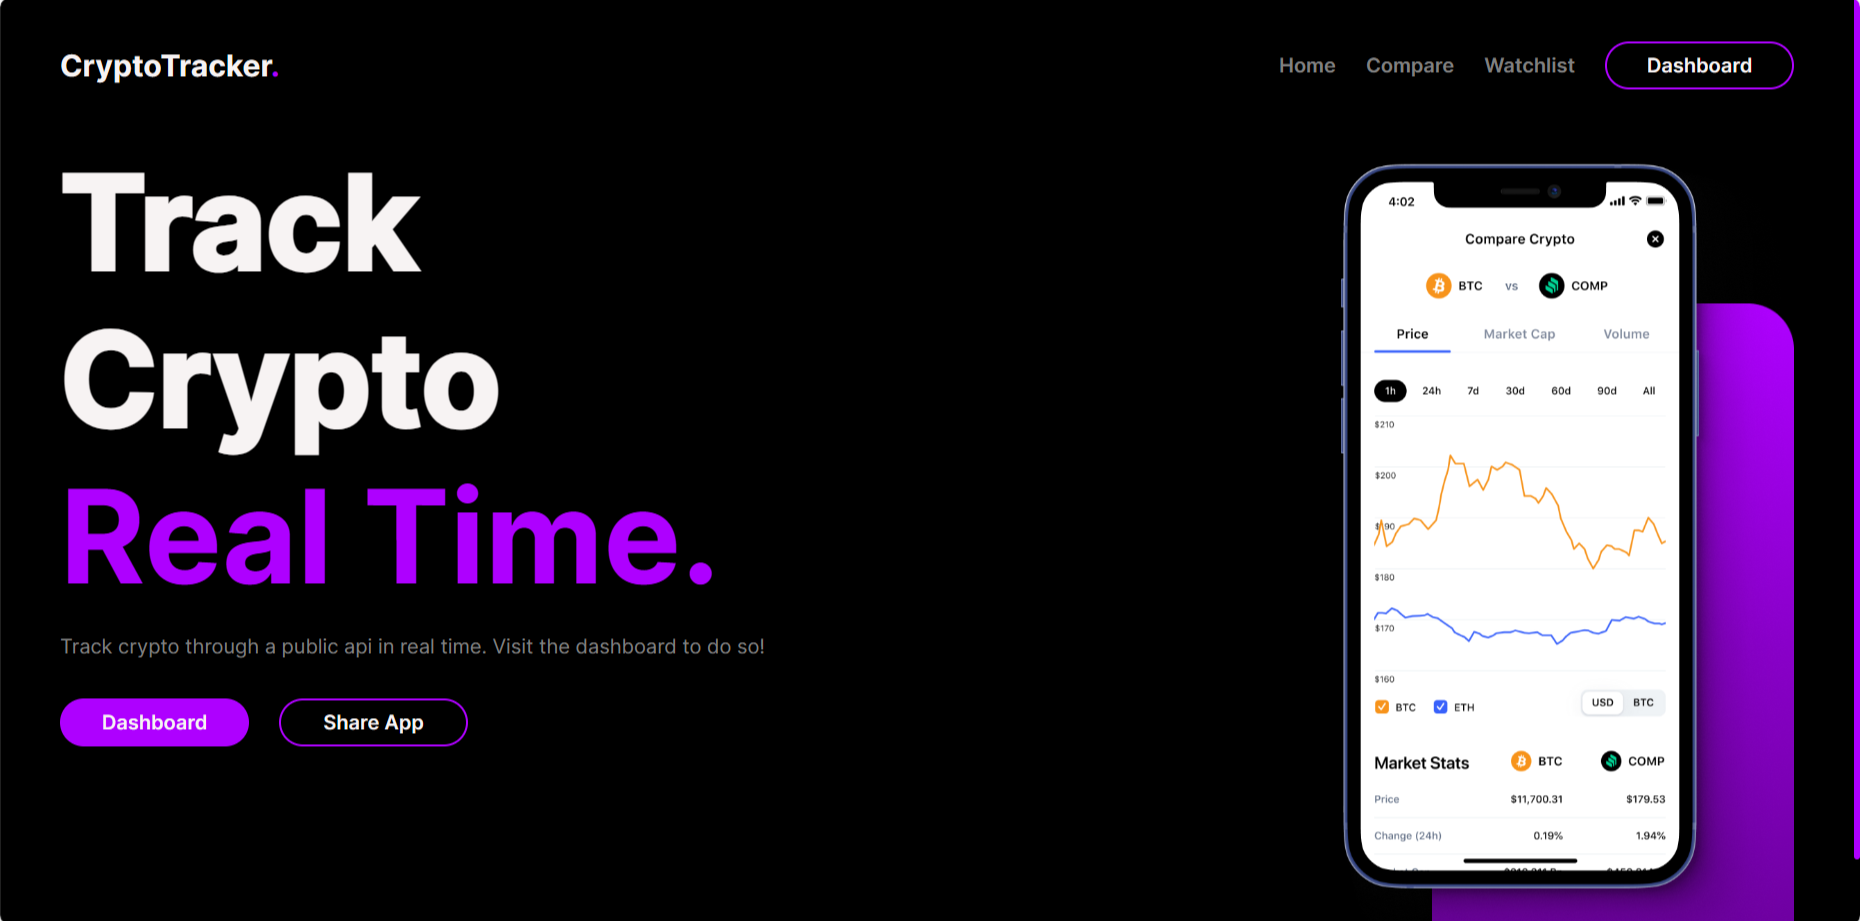 CryptoTracker.
Home Compare Watchlist Dashboard
Track
Crypto
Real Time.
Track crypto through a public api in real time. Visit the dashboard to do so!
Dashboard Share App
4:02
Compare Crypto
BTC vs COMP
Price Market Cap Volume
1h 24h 7d 30d 60d 90d All
$210
$200
$190
$180
$170
$160
BTC ETH USD BTC
Market Stats BTC COMP
Price $11,700.31 $179.53
Change (24h) 0.19% 1.94%